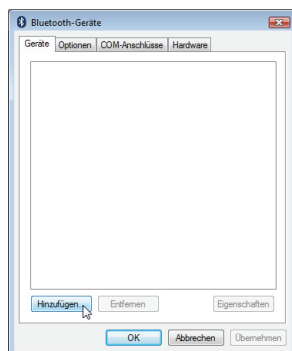 Bluetooth-Geräte
Geräte Optionen COM-Anschlüsse Hardware
Hinzufügen... Entfernen Eigenschaften
OK Abbrechen Übernehmen